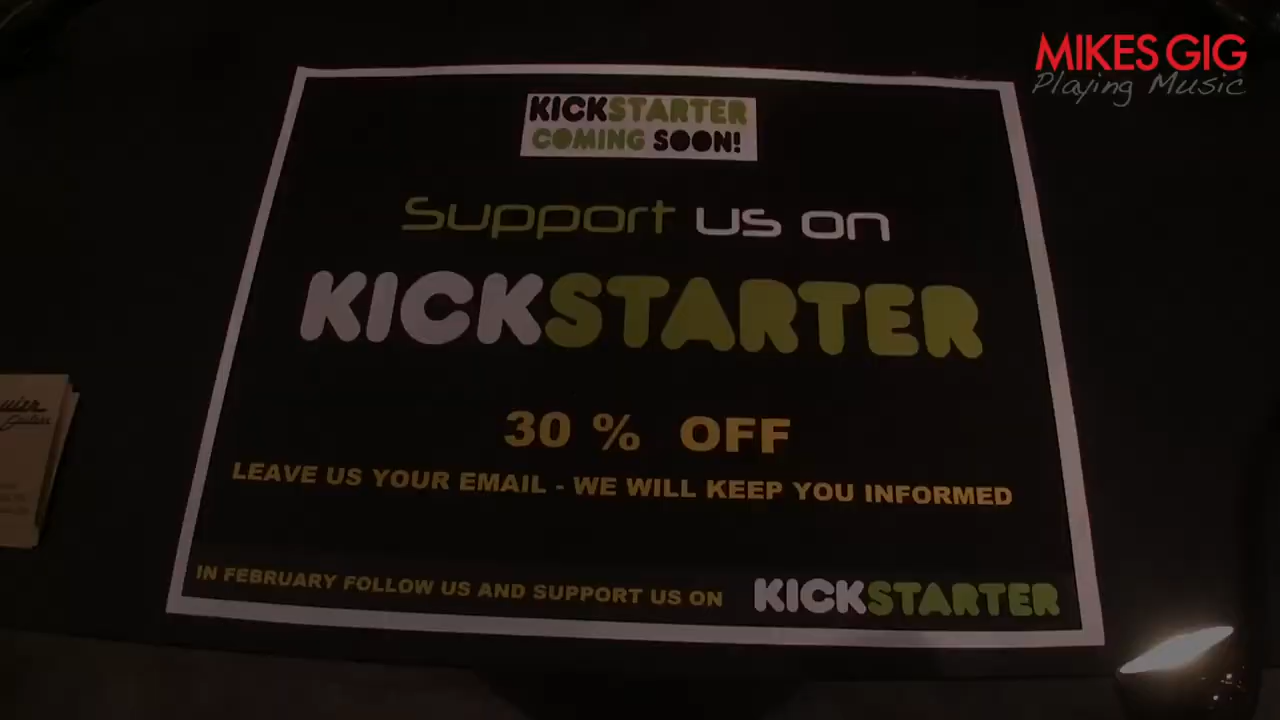 MIKES GIG
Playing Music
KICKSTARTER
COMING SOON!
Support us on
KICKSTARTER
30 % OFF
LEAVE US YOUR EMAIL - WE WILL KEEP YOU INFORMED
IN FEBRUARY FOLLOW US AND SUPPORT US ON KICKSTARTER